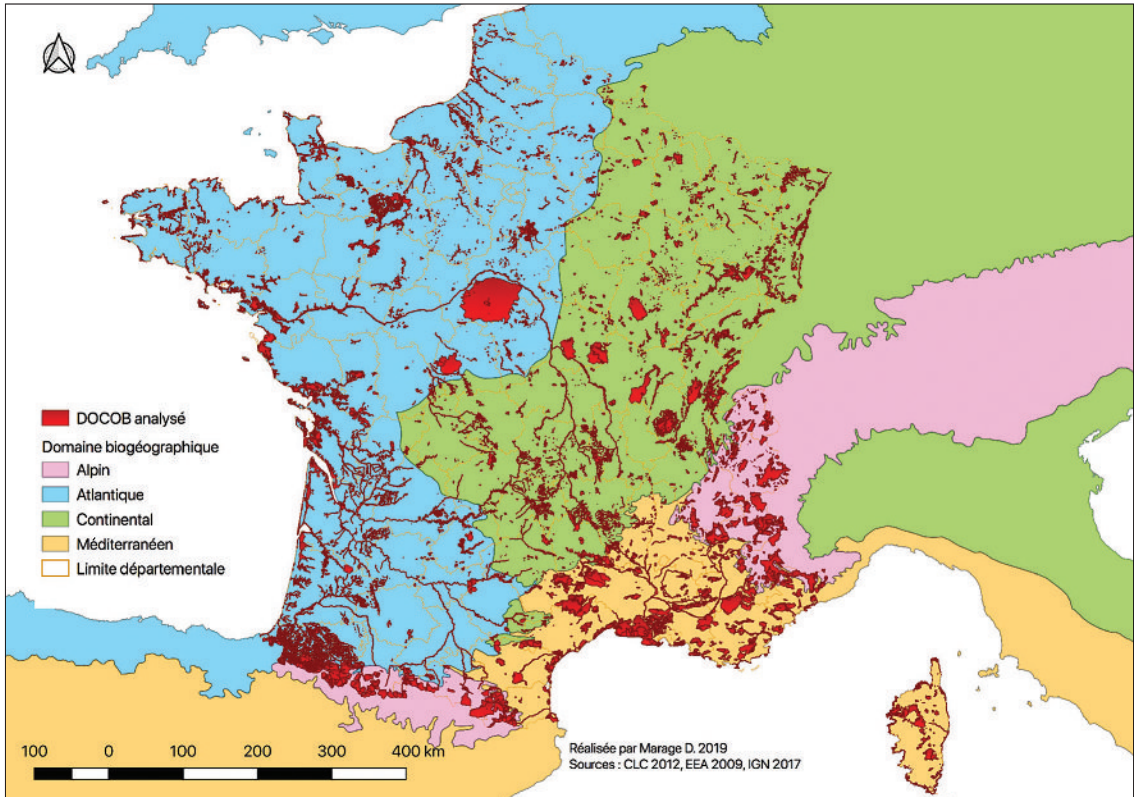 DOCOB analysé
Domaine biogéographique
Alpin
Atlantique
Continental
Méditerranéen
Limite départementale
100 0 100 200 300 400 km
Réalisée par Marage D. 2019
Sources : CLC 2012, EEA 2009, IGN 2017